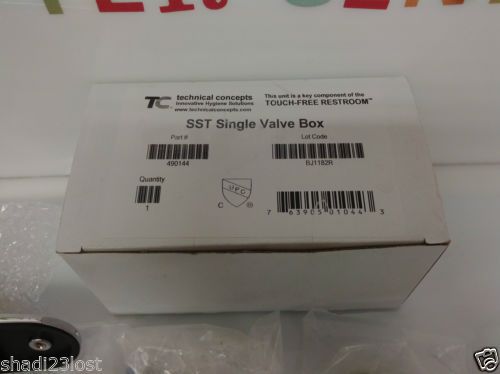 TC technical concepts
Innovative Hygiene Solutions
www.technicalconcepts.com
This unit is a key component of the
TOUCH-FREE RESTROOM™
SST Single Valve Box
Part #
490144
Lot Code
BJ1182R
Quantity
1
UPC
C ®
7 63905 01044 3
shadi23lost